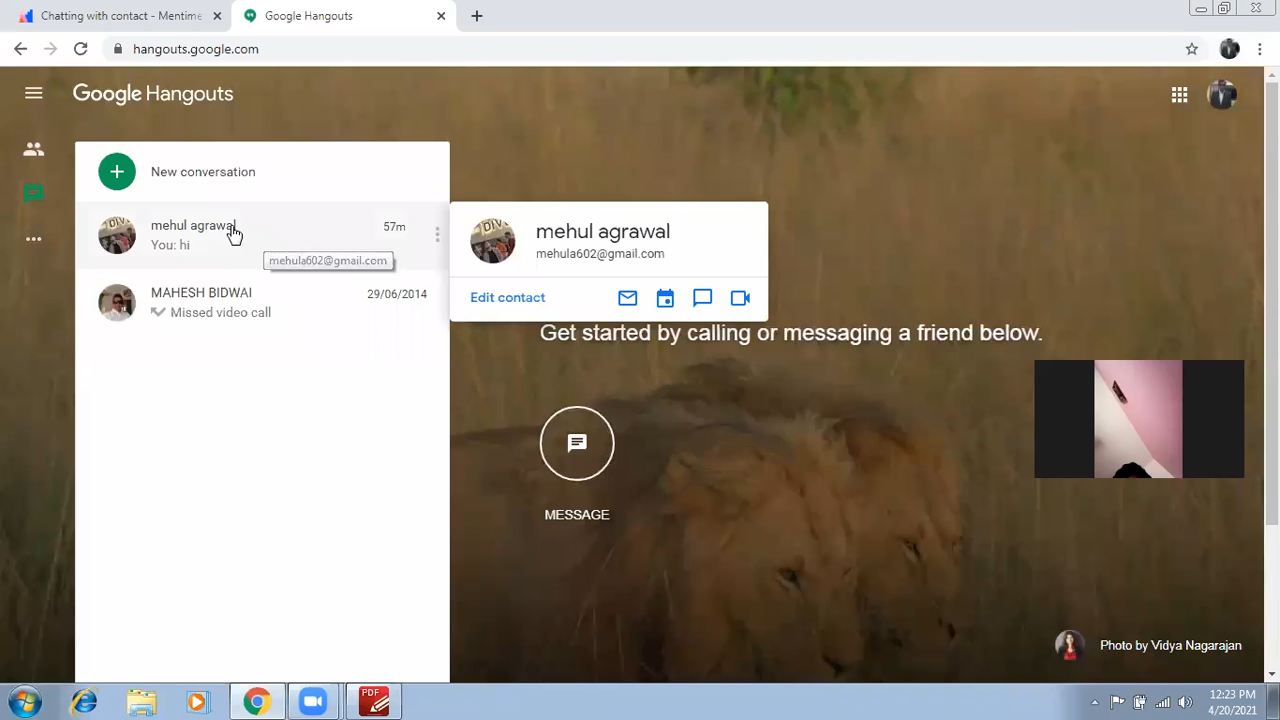 Chatting with contact - Mentime
Google Hangouts
hangouts.google.com
Google Hangouts
New conversation
mehul agrawal
57m
You: hi
mehula602@gmail.com
MAHESH BIDWAI
29/06/2014
Missed video call
mehul agrawal
mehula602@gmail.com
Edit contact
Get started by calling or messaging a friend below.
MESSAGE
Photo by Vidya Nagarajan
PDF
12:23 PM
4/20/2021